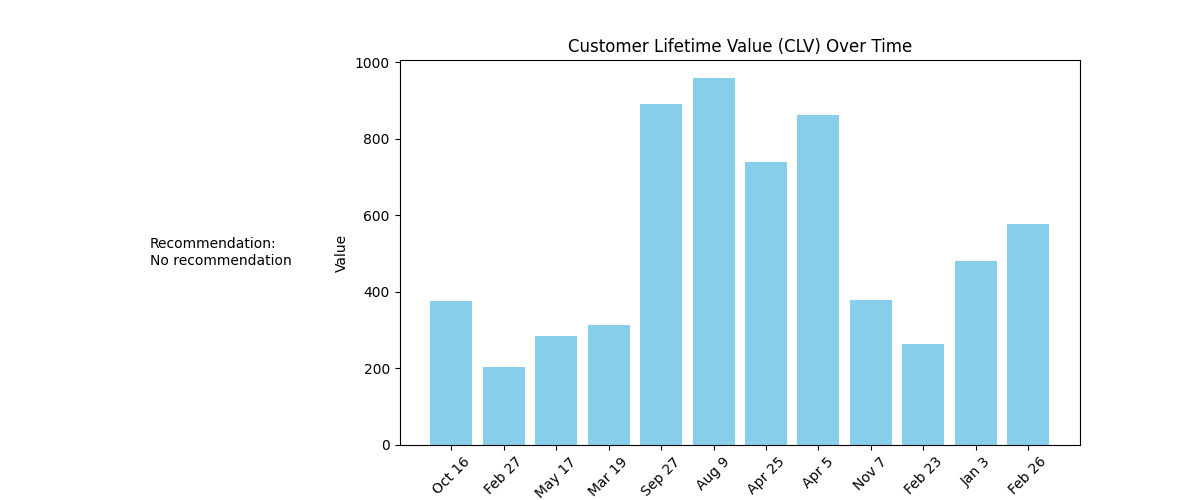 Customer Lifetime Value (CLV) Over Time
Recommendation:
No recommendation
Value
1000
800
600
400
200
0
Oct 16
Feb 27
May 17
Mar 19
Sep 27
Aug 9
Apr 25
Apr 5
Nov 7
Feb 23
Jan 3
Feb 26